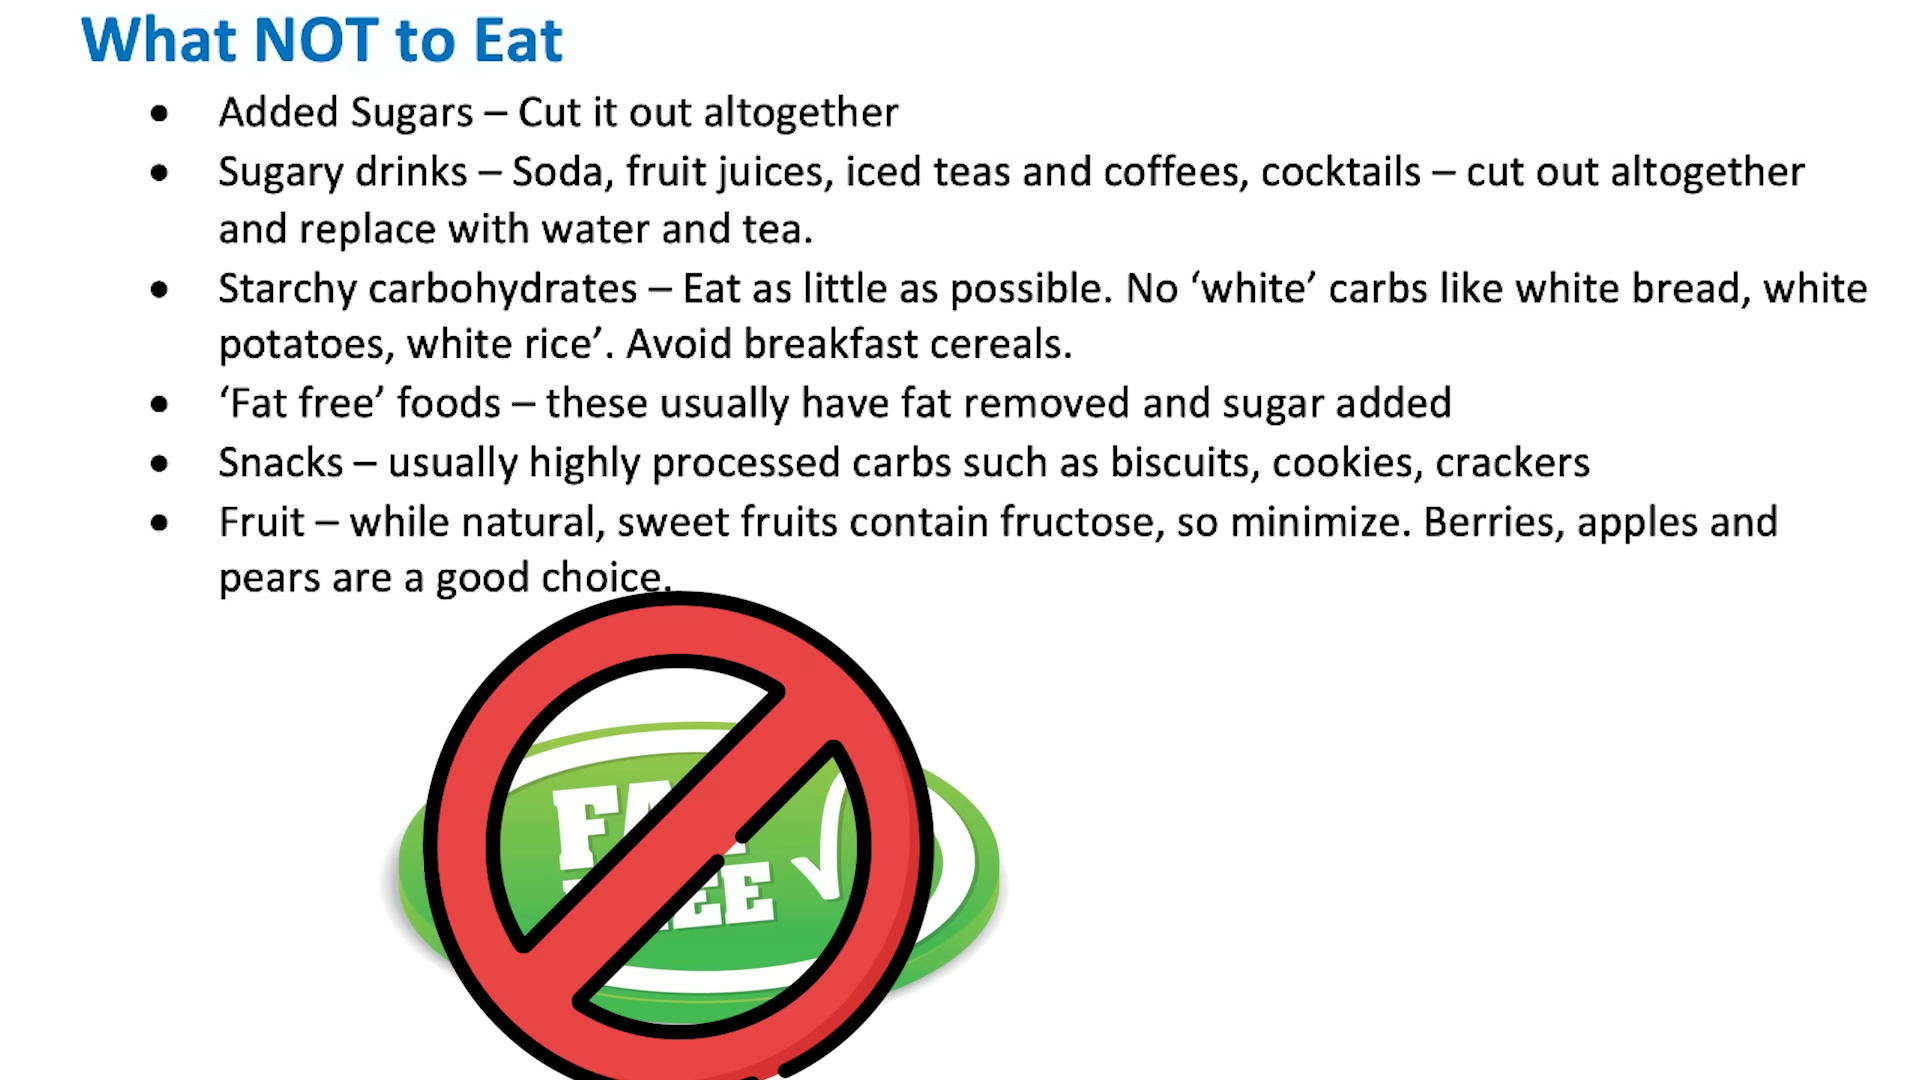 What NOT to Eat
• Added Sugars – Cut it out altogether
• Sugary drinks – Soda, fruit juices, iced teas and coffees, cocktails – cut out altogether
and replace with water and tea.
• Starchy carbohydrates – Eat as little as possible. No ‘white’ carbs like white bread, white
potatoes, white rice’. Avoid breakfast cereals.
• ‘Fat free’ foods – these usually have fat removed and sugar added
• Snacks – usually highly processed carbs such as biscuits, cookies, crackers
• Fruit – while natural, sweet fruits contain fructose, so minimize. Berries, apples and
pears are a good choice.